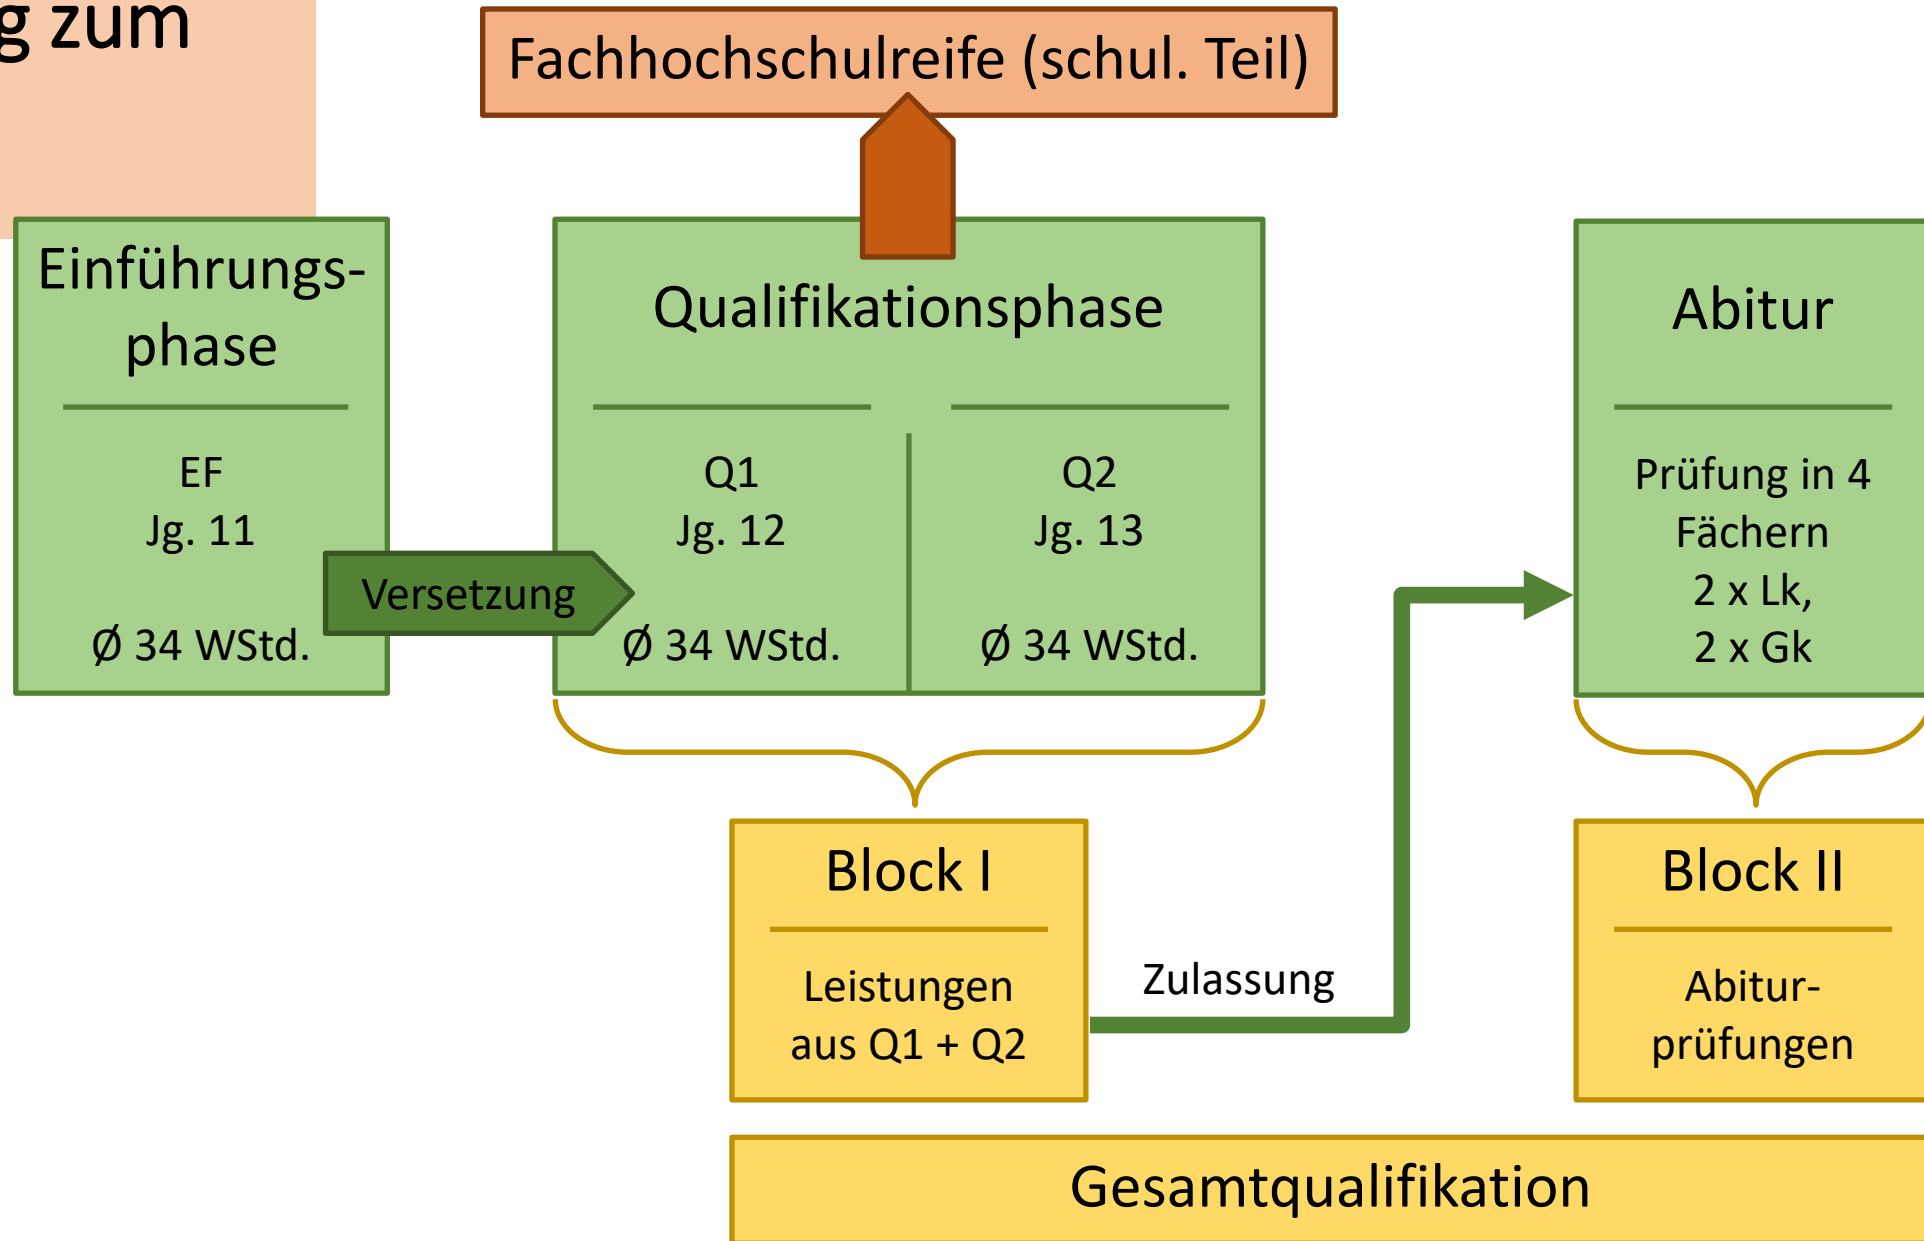 g zum
Fachhochschulreife (schul. Teil)
Einführungs-
phase
EF
Jg. 11
Ø 34 WStd.
Versetzung
Qualifikationsphase
Q1
Jg. 12
Ø 34 WStd.
Q2
Jg. 13
Ø 34 WStd.
Abitur
Prüfung in 4
Fächern
2 x Lk,
2 x Gk
Block I
Leistungen
aus Q1 + Q2
Zulassung
Block II
Abitur-
prüfungen
Gesamtqualifikation